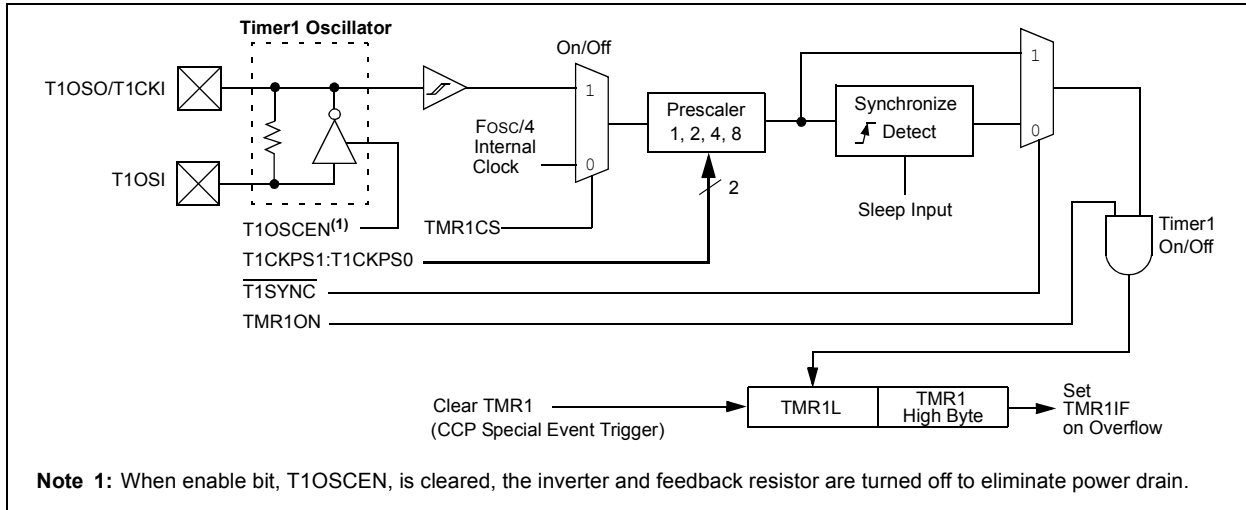 Timer1 Oscillator
On/Off
T1OSO/T1CKI
1
1
FOSC/4
Internal
Clock
0
Prescaler
1, 2, 4, 8
Synchronize
Detect
0
2
T1OSI
Sleep Input
T1OSCEN(1)
TMR1CS
Timer1
On/Off
T1CKPS1:T1CKPS0
T1SYNC
TMR1ON
Clear TMR1
(CCP Special Event Trigger)
TMR1L
TMR1
High Byte
Set
TMR1IF
on Overflow
Note 1: When enable bit, T1OSCEN, is cleared, the inverter and feedback resistor are turned off to eliminate power drain.